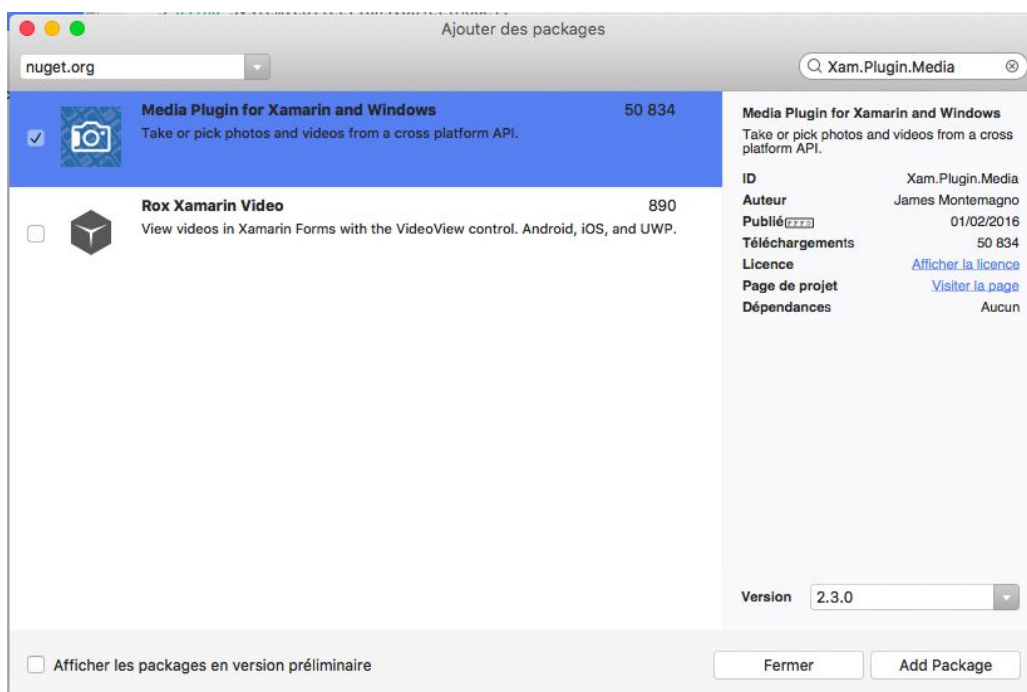 Ajouter des packages
nuget.org
Xam.Plugin.Media
Media Plugin for Xamarin and Windows 50 834
Take or pick photos and videos from a cross platform API.
Rox Xamarin Video 890
View videos in Xamarin Forms with the VideoView control. Android, iOS, and UWP.
Media Plugin for Xamarin and Windows
Take or pick photos and videos from a cross
platform API.
ID Xam.Plugin.Media
Auteur James Montemagno
Publié 01/02/2016
Téléchargements 50 834
Licence Afficher la licence
Page de projet Visiter la page
Dépendances Aucun
Version 2.3.0
Afficher les packages en version préliminaire
Fermer
Add Package